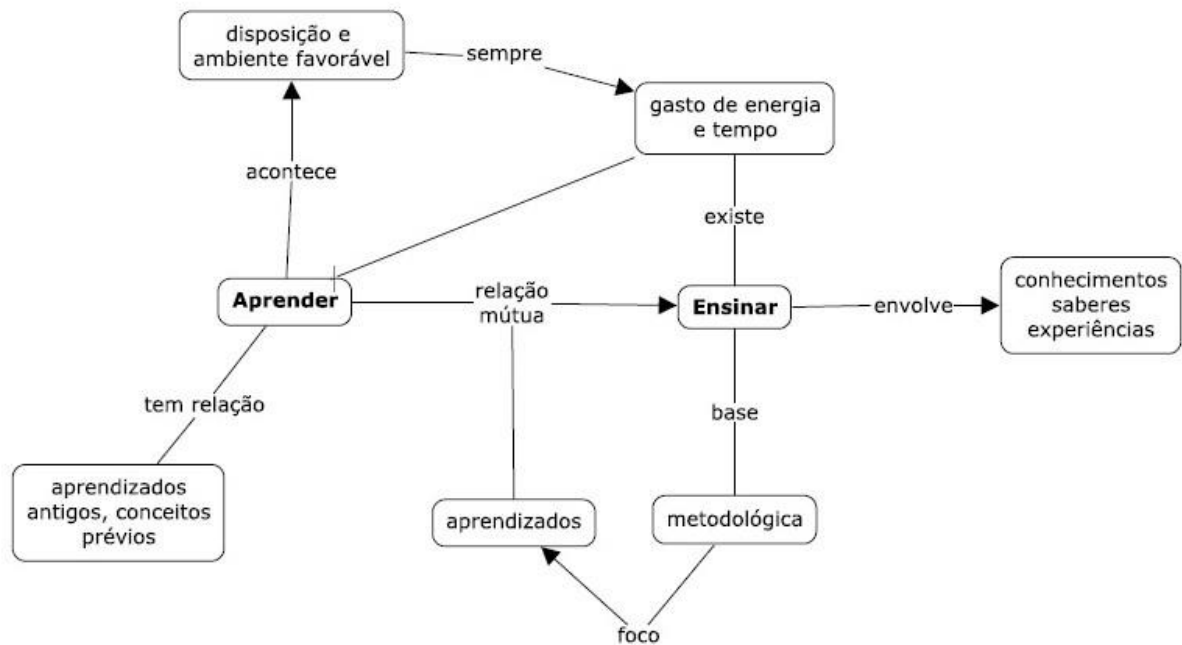 disposição e
ambiente favorável
sempre
gasto de energia
e tempo
acontece
existe
Aprender
relação
mútua
Ensinar
envolve
conhecimentos
saberes
experiências
tem relação
base
aprendizados
antigos, conceitos
prévios
aprendizados
metodológica
foco